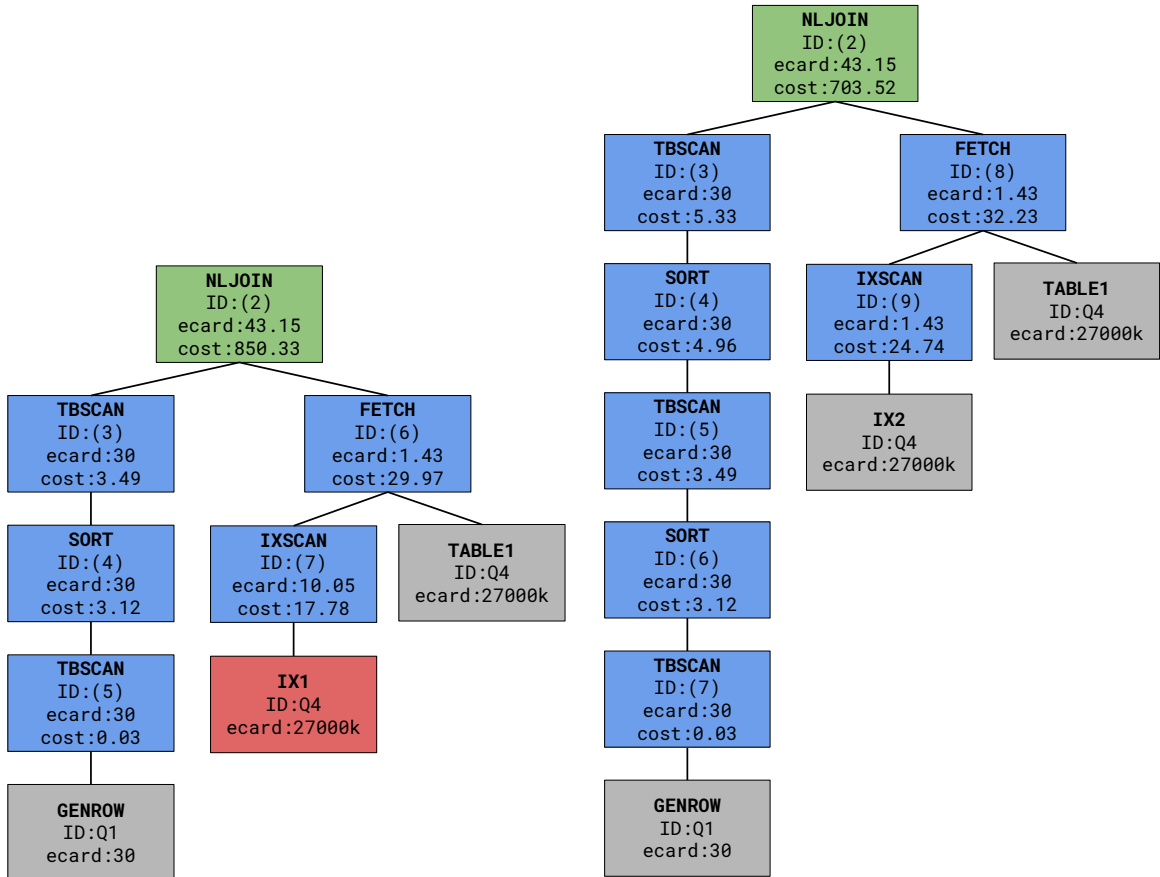 NLJOIN
ID:(2)
ecard:43.15
cost:850.33
TBSCAN
ID:(3)
ecard:30
cost:3.49
FETCH
ID:(6)
ecard:1.43
cost:29.97
SORT
ID:(4)
ecard:30
cost:3.12
IXSCAN
ID:(7)
ecard:10.05
cost:17.78
TABLE1
ID:Q4
ecard:27000k
TBSCAN
ID:(5)
ecard:30
cost:0.03
IX1
ID:Q4
ecard:27000k
GENROW
ID:Q1
ecard:30
NLJOIN
ID:(2)
ecard:43.15
cost:703.52
TBSCAN
ID:(3)
ecard:30
cost:5.33
FETCH
ID:(8)
ecard:1.43
cost:32.23
SORT
ID:(4)
ecard:30
cost:4.96
IXSCAN
ID:(9)
ecard:1.43
cost:24.74
TABLE1
ID:Q4
ecard:27000k
TBSCAN
ID:(5)
ecard:30
cost:3.49
IX2
ID:Q4
ecard:27000k
SORT
ID:(6)
ecard:30
cost:3.12
TBSCAN
ID:(7)
ecard:30
cost:0.03
GENROW
ID:Q1
ecard:30